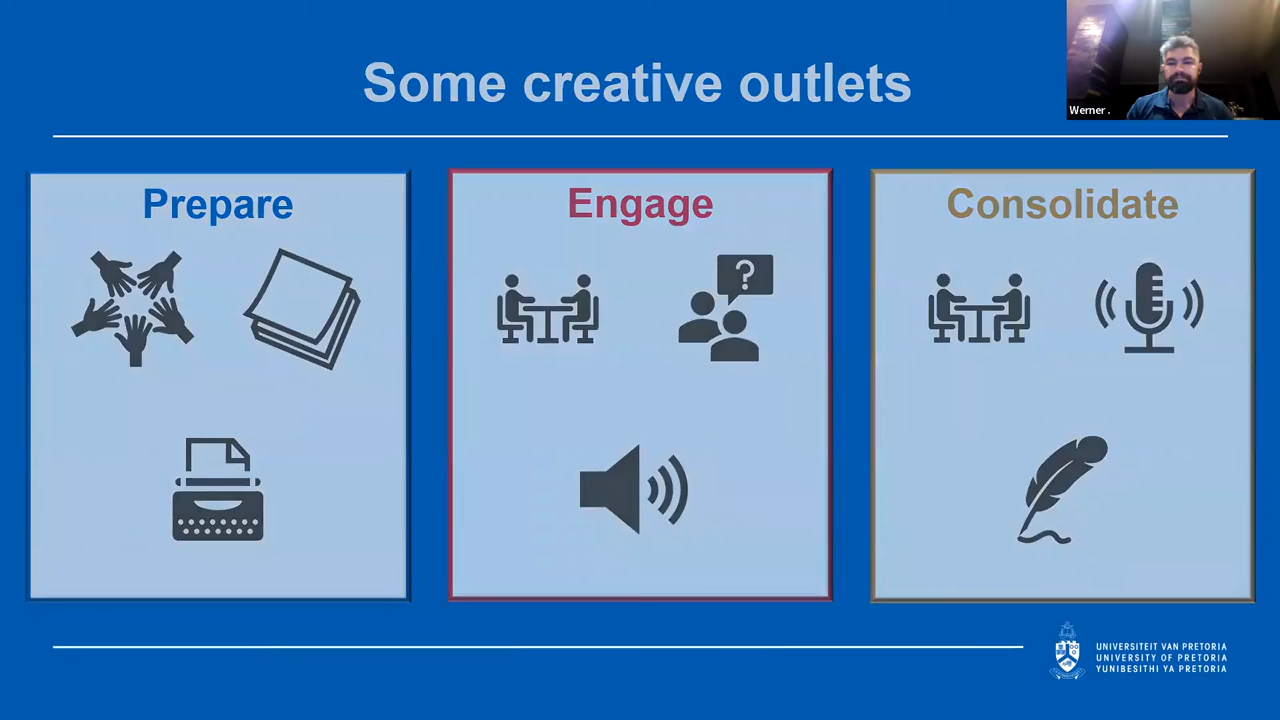 Some creative outlets
Werner .
Prepare
Engage
Consolidate
?
UNIVERSITEIT VAN PRETORIA
UNIVERSITY OF PRETORIA
YUNIBESITHI YA PRETORIA